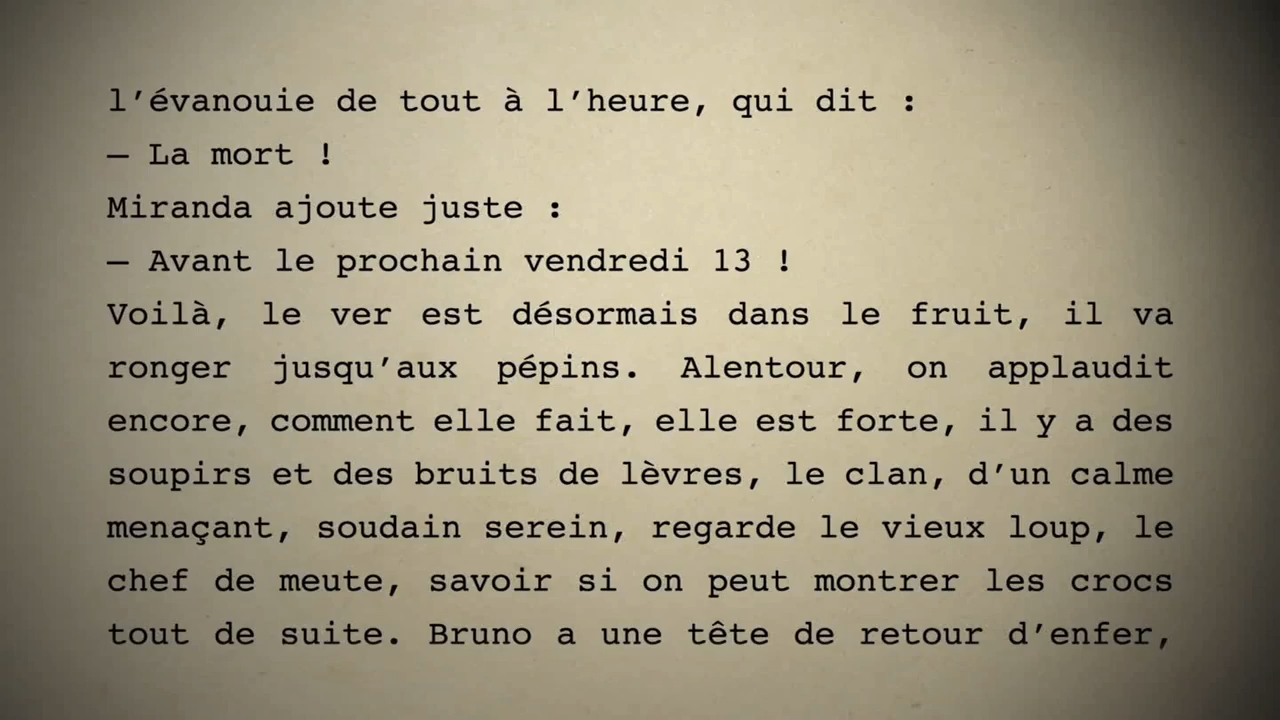 l’évanouie de tout à l’heure, qui dit :
— La mort !
Miranda ajoute juste :
— Avant le prochain vendredi 13 !
Voilà, le ver est désormais dans le fruit, il va
ronger jusqu’aux pépins. Alentour, on applaudit
encore, comment elle fait, elle est forte, il y a des
soupirs et des bruits de lèvres, le clan, d’un calme
menaçant, soudain serein, regarde le vieux loup, le
chef de meute, savoir si on peut montrer les crocs
tout de suite. Bruno a une tête de retour d’enfer,